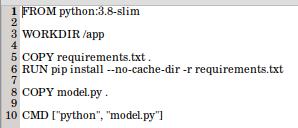 1 FROM python:3.8-slim
2
3 WORKDIR /app
4
5 COPY requirements.txt .
6 RUN pip install --no-cache-dir -r requirements.txt
7
8 COPY model.py .
9
10 CMD ["python", "model.py"]